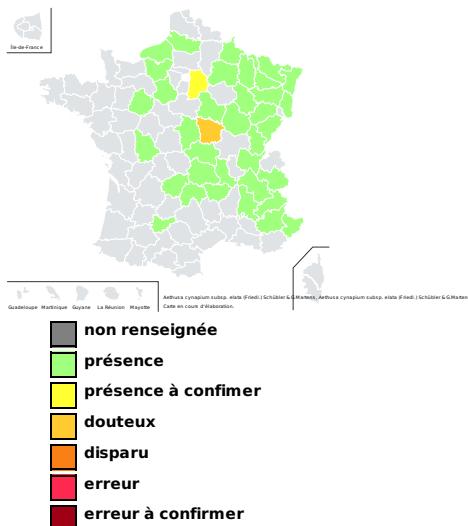 Île-de-France
Guadeloupe Martinique Guyane La Réunion Mayotte
Aethusa cynapium subsp. elata (Friedl.) Schübler & G.Martens, Aethusa cynapium subsp. elata (Friedl.) Schübler & G.Marten
Carte en cours d'élaboration.
non renseignée
présence
présence à confimer
douteux
disparu
erreur
erreur à confirmer